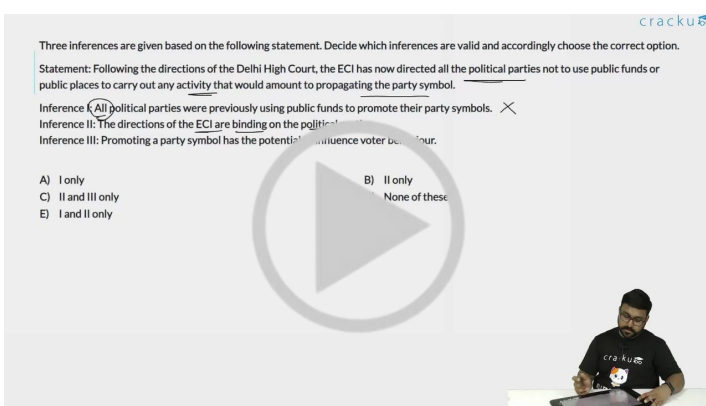 cracku
Three inferences are given based on the following statement. Decide which inferences are valid and accordingly choose the correct option.
Statement: Following the directions of the Delhi High Court, the ECI has now directed all the political parties not to use public funds or
public places to carry out any activity that would amount to propagating the party symbol.
Inference I: All political parties were previously using public funds to promote their party symbols.
Inference II: The directions of the ECI are binding on the political
Inference III: Promoting a party symbol has the potential influence voter
A) I only
B) II only
C) II and III only
None of these
E) I and II only
cracku